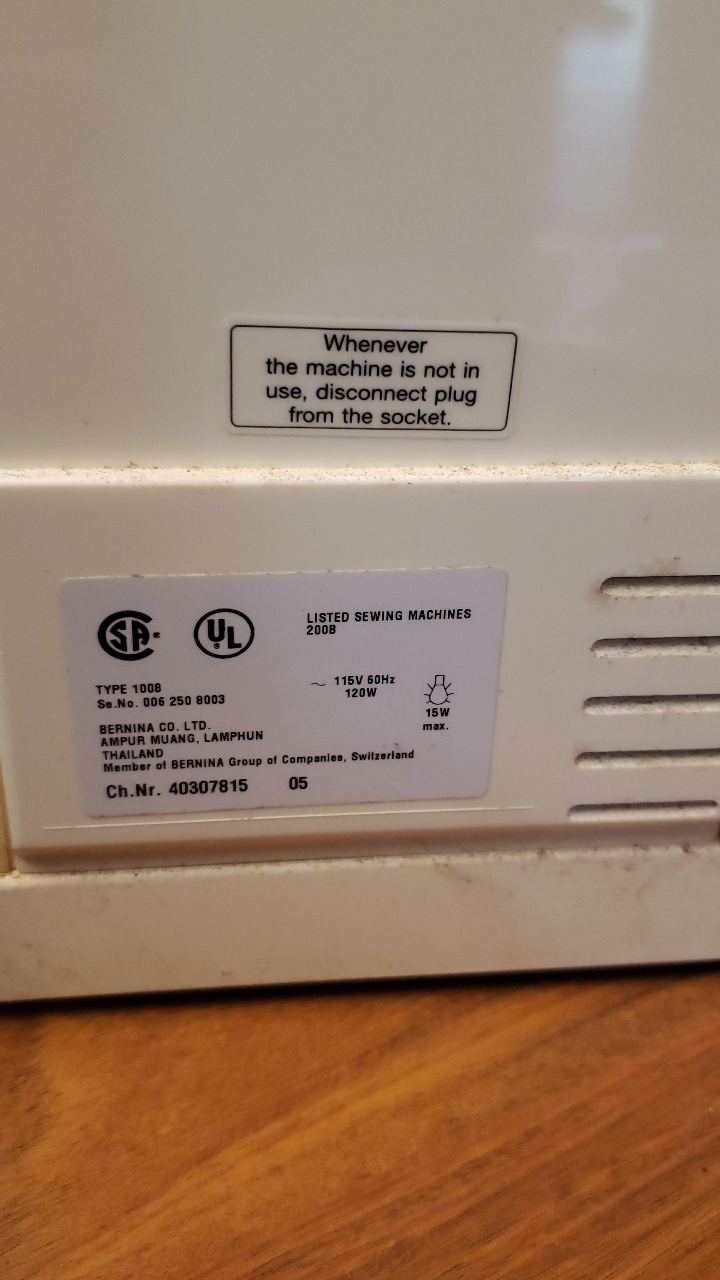 Whenever
the machine is not in
use, disconnect plug
from the socket.
SA
UL
LISTED SEWING MACHINES
200B
TYPE 1008
Se.No. 006 250 8003
~ 115V 60Hz
120W
15W
max.
BERNINA CO. LTD.
AMPUR MUANG, LAMPHUN
THAILAND
Member of BERNINA Group of Companies, Switzerland
Ch.Nr. 40307815 05